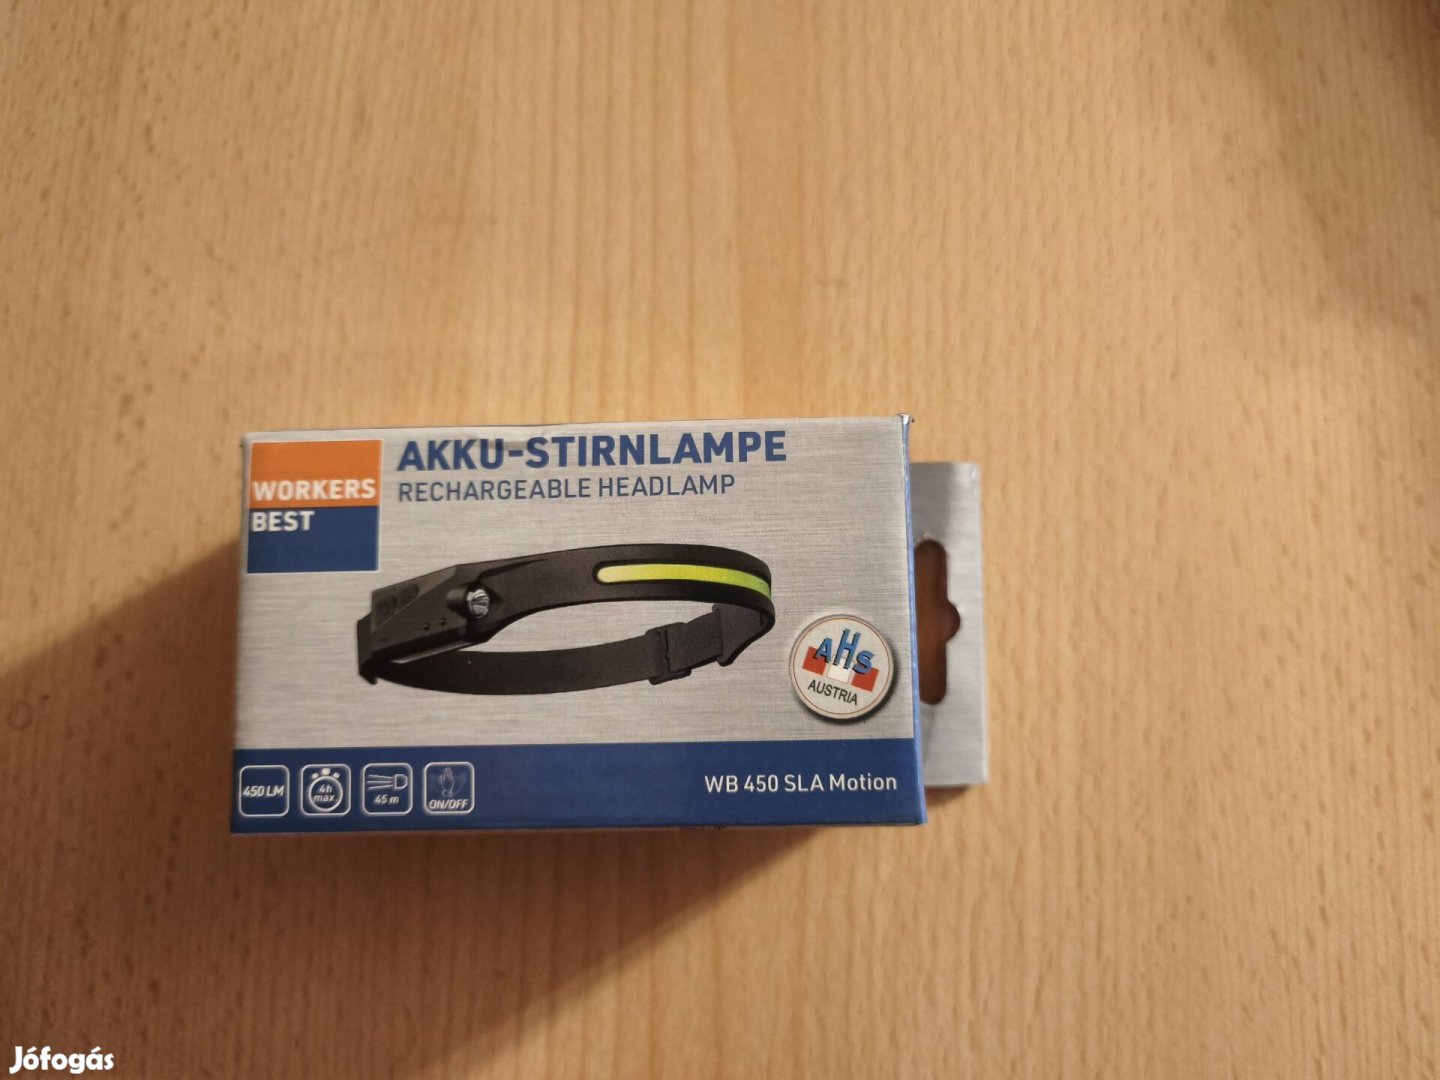 AKKU-STIRNLAMPE
RECHARGEABLE HEADLAMP
WORKERS
BEST
AHS
AUSTRIA
450 LM
4h
max.
45 m
ON/OFF
WB 450 SLA Motion
Jófogás